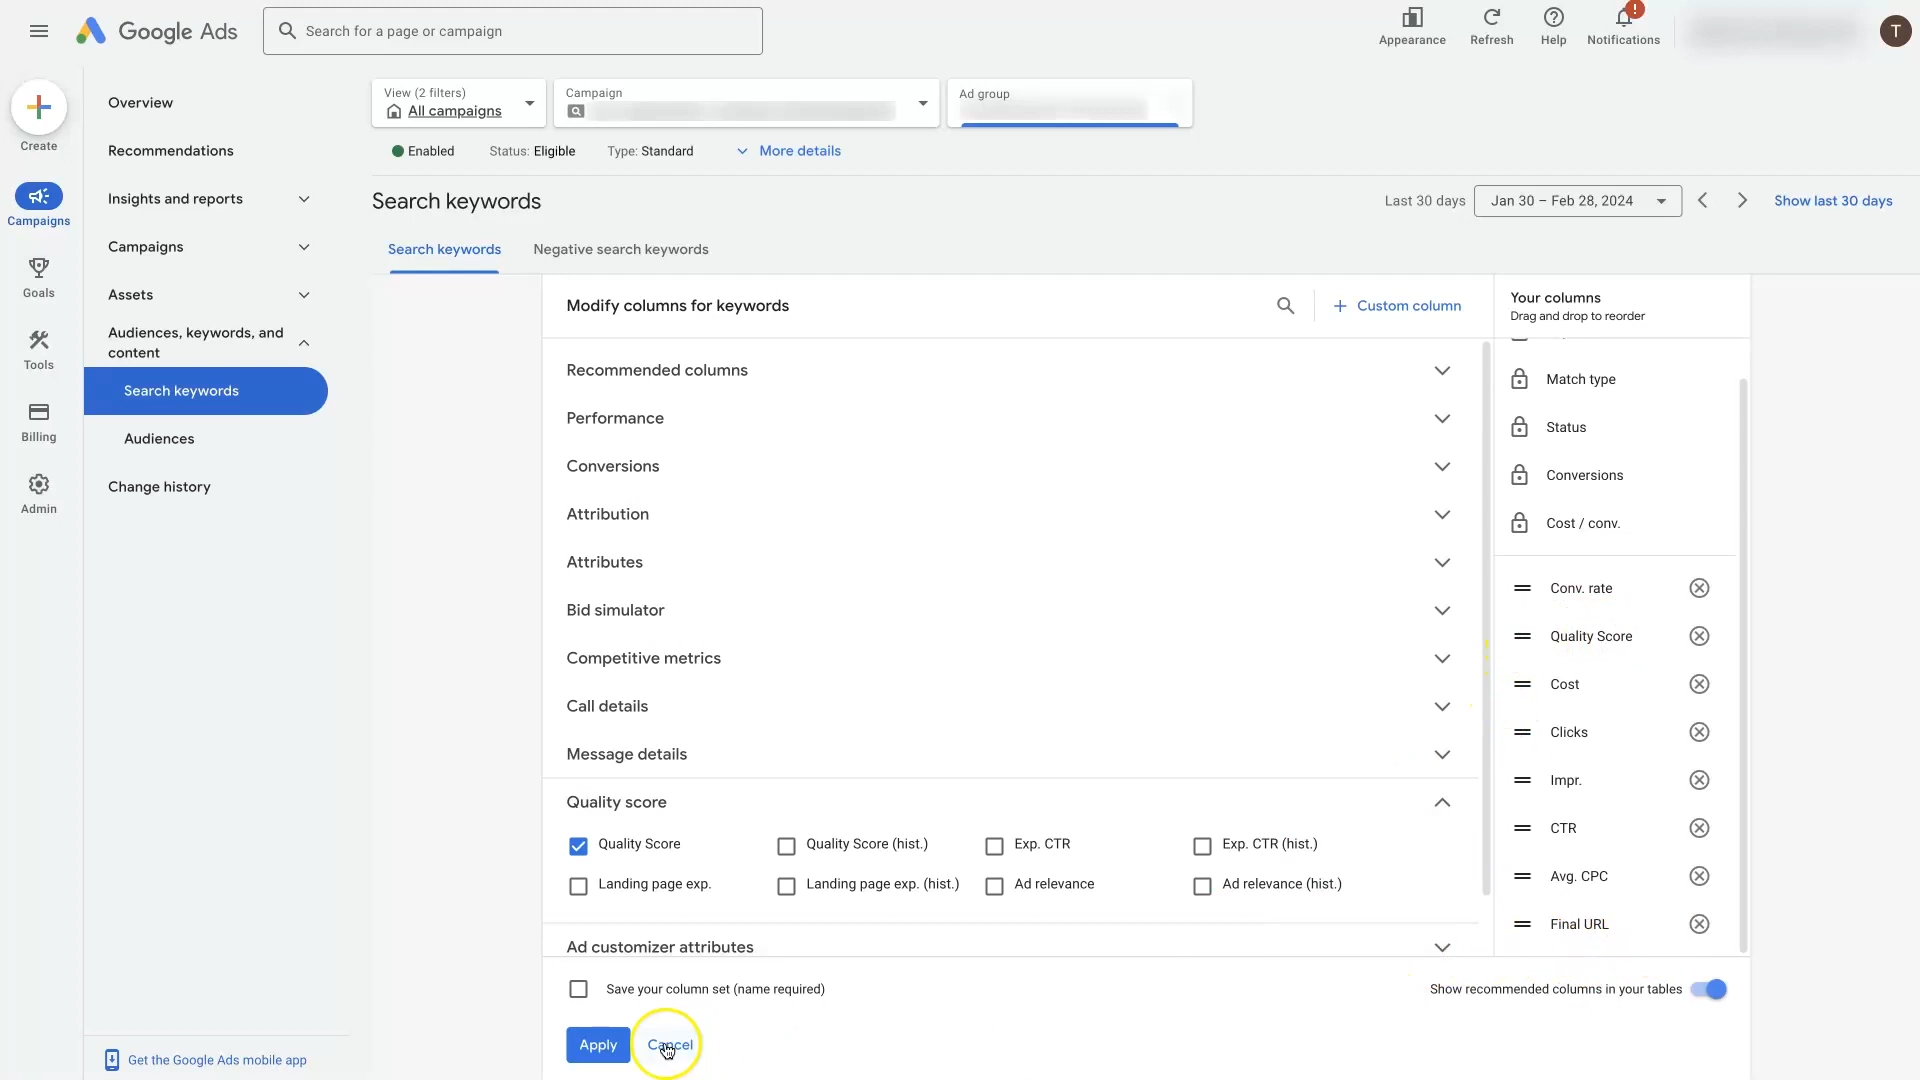 Google Ads
Search for a page or campaign
Appearance
Refresh
Help
!
Notifications
T
Create
Campaigns
Goals
Tools
Billing
Admin
Overview
Recommendations
Insights and reports
Campaigns
Assets
Audiences, keywords, and
content
Search keywords
Audiences
Change history
Get the Google Ads mobile app
View (2 filters)
All campaigns
Campaign
Ad group
Enabled
Status: Eligible
Type: Standard
More details
Search keywords
Last 30 days
Jan 30 – Feb 28, 2024
Show last 30 days
Search keywords
Negative search keywords
Modify columns for keywords
Custom column
Recommended columns
Performance
Conversions
Attribution
Attributes
Bid simulator
Competitive metrics
Call details
Message details
Quality score
Quality Score
Quality Score (hist.)
Exp. CTR
Exp. CTR (hist.)
Landing page exp.
Landing page exp. (hist.)
Ad relevance
Ad relevance (hist.)
Ad customizer attributes
Save your column set (name required)
Apply
Cancel
Your columns
Drag and drop to reorder
Match type
Status
Conversions
Cost / conv.
Conv. rate
Quality Score
Cost
Clicks
Impr.
CTR
Avg. CPC
Final URL
Show recommended columns in your tables